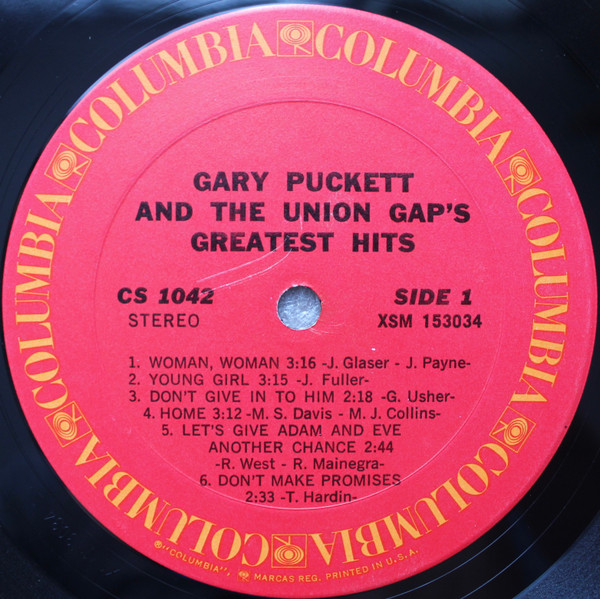 COLUMBIA COLUMBIA COLUMBIA COLUMBIA COLUMBIA COLUMBIA
GARY PUCKETT
AND THE UNION GAP'S
GREATEST HITS
CS 1042 SIDE 1
STEREO XSM 153034
1. WOMAN, WOMAN 3:16 -J. Glaser - J. Payne-
2. YOUNG GIRL 3:15 -J. Fuller-
3. DON'T GIVE IN TO HIM 2:18 -G. Usher-
4. HOME 3:12 -M. S. Davis - M. J. Collins-
5. LET'S GIVE ADAM AND EVE
ANOTHER CHANCE 2:44
-R. West - R. Mainegra-
6. DON'T MAKE PROMISES
2:33 -T. Hardin-
®"COLUMBIA", MARCAS REG. PRINTED IN U.S.A.